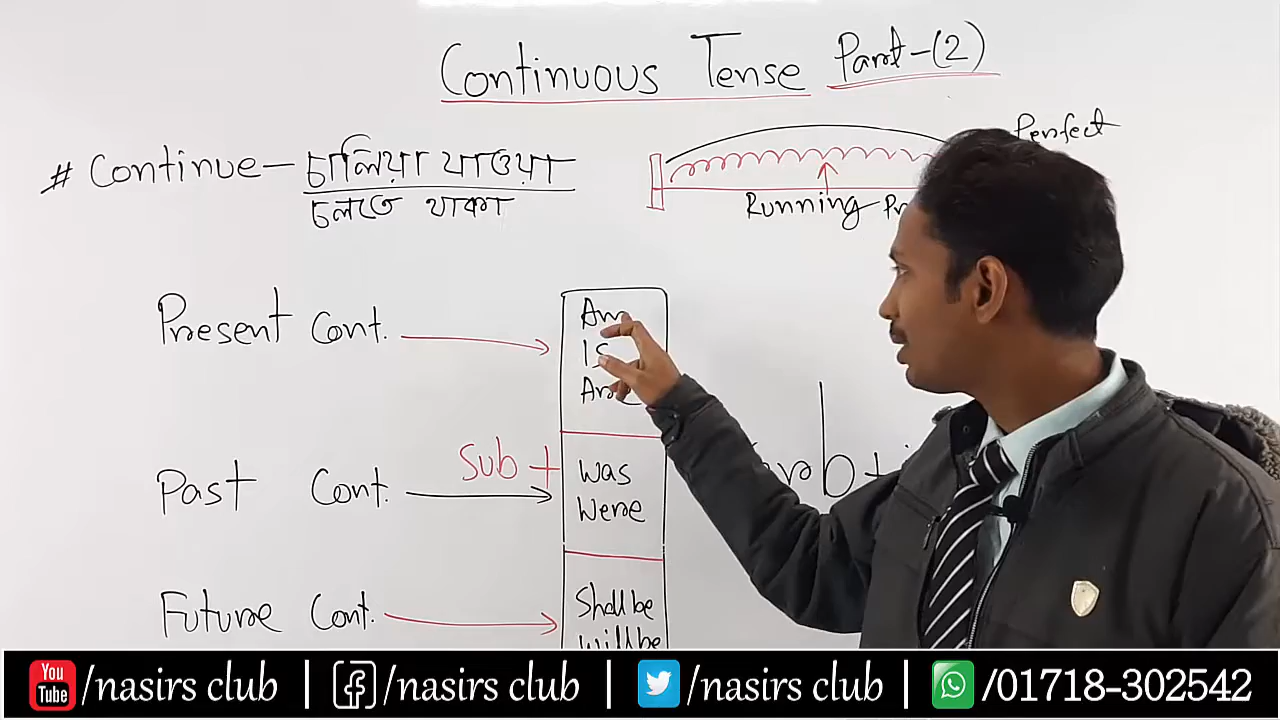 Continuous Tense Part-(2)
# Continue - চালিয়া যাওয়া
চলতে থাকা
Perfect
Running
Present Cont.
Am
Is
Are
Past Cont.
Sub +
Was
Were
Future Cont.
Shall be
Will be
You Tube /nasirs club
f /nasirs club
/nasirs club
/01718-302542